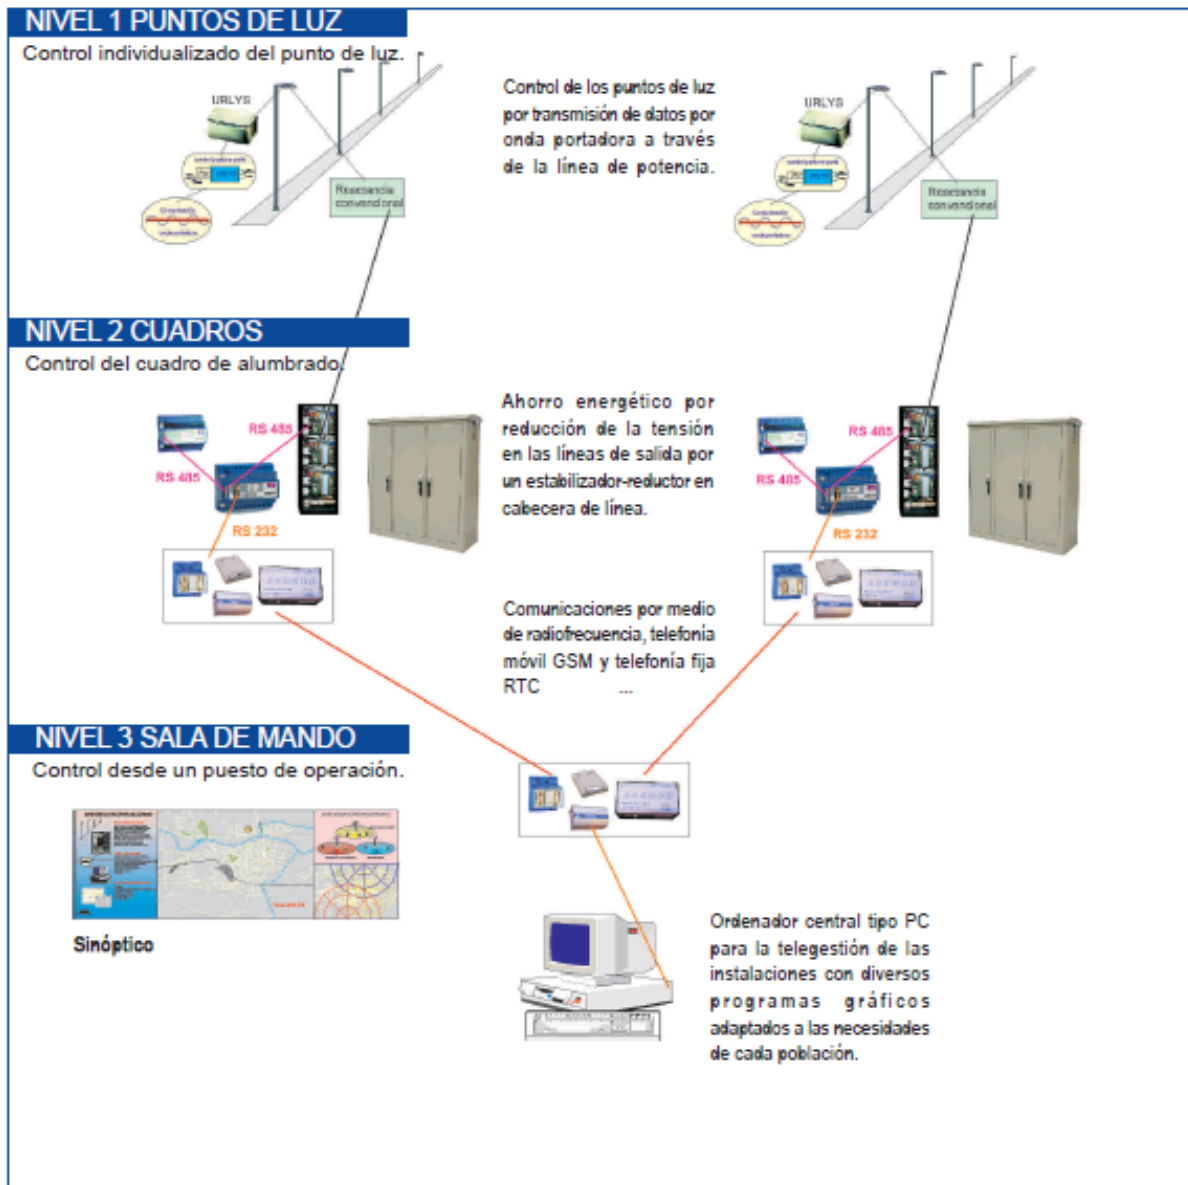 NIVEL 1 PUNTOS DE LUZ
Control individualizado del punto de luz.
URLYS
Reactancia
convencional
Control de los puntos de luz
por transmisión de datos por
onda portadora a través
de la línea de potencia.
URLYS
Reactancia
convencional
NIVEL 2 CUADROS
Control del cuadro de alumbrado.
RS 485
RS 485
RS 232
Ahorro energético por
reducción de la tensión
en las líneas de salida por
un estabilizador-reductor en
cabecera de línea.
RS 485
RS 485
RS 232
Comunicaciones por medio
de radiofrecuencia, telefonía
móvil GSM y telefonía fija
RTC ...
NIVEL 3 SALA DE MANDO
Control desde un puesto de operación.
Sinóptico
Ordenador central tipo PC
para la telegestión de las
instalaciones con diversos
programas gráficos
adaptados a las necesidades
de cada población.